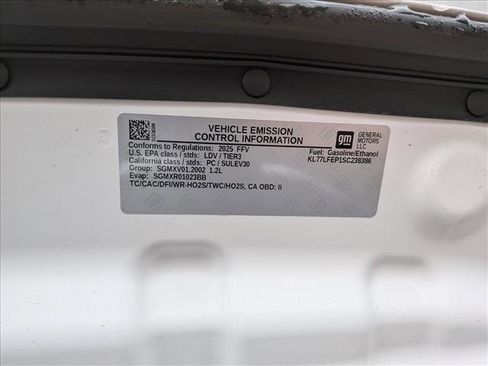 VEHICLE EMISSION
CONTROL INFORMATION
gm
GENERAL
MOTORS
LLC
Conforms to Regulations: 2025 FFV
Fuel: Gasoline/Ethanol
U.S. EPA class / stds: LDV / TIER3
KL77LFEP1SC238386
California class / stds: PC / SULEV30
Group: SGMXV01.2002 1.2L
Evap: SGMXR01023BB
TC/CAC/DFI/WR-HO2S/TWC/HO2S, CA OBD: II